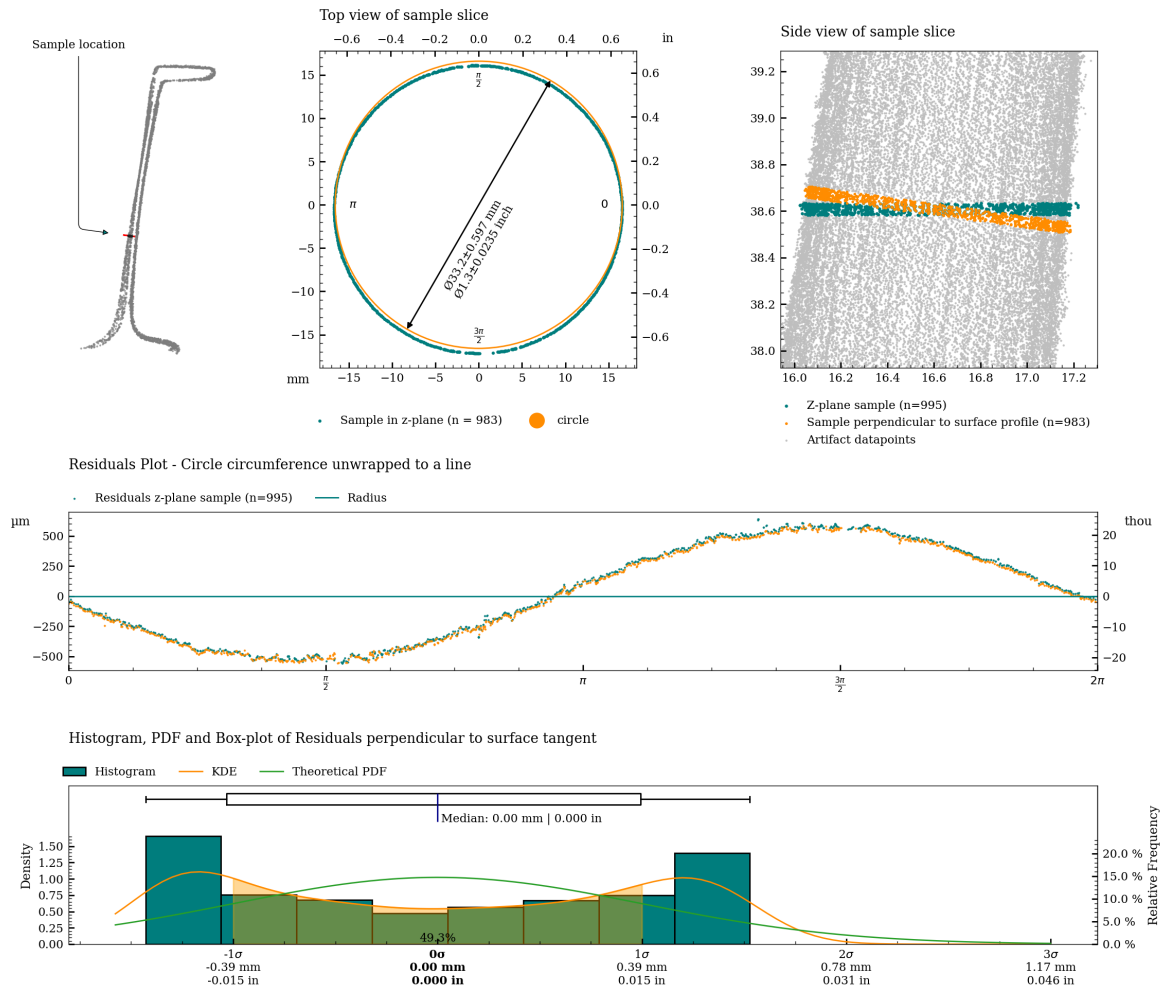 Sample location
Top view of sample slice
−0.6 −0.4 −0.2 0.0 0.2 0.4 0.6 in
15
10
5
0
−5
−10
−15
0.6
0.4
0.2
0.0
−0.2
−0.4
−0.6
π/2
π
0
3π/2
Ø33.2±0.597 mm
Ø1.3±0.0235 inch
mm −15 −10 −5 0 5 10 15
Sample in z-plane (n = 983) circle
Side view of sample slice
39.2
39.0
38.8
38.6
38.4
38.2
38.0
16.0 16.2 16.4 16.6 16.8 17.0 17.2
Z-plane sample (n=995)
Sample perpendicular to surface profile (n=983)
Artifact datapoints
Residuals Plot - Circle circumference unwrapped to a line
Residuals z-plane sample (n=995) Radius
µm
500
250
0
−250
−500
thou
20
10
0
−10
−20
0 π/2 π 3π/2 2π
Histogram, PDF and Box-plot of Residuals perpendicular to surface tangent
Histogram KDE Theoretical PDF
Median: 0.00 mm | 0.000 in
Density
1.50
1.25
1.00
0.75
0.50
0.25
0.00
Relative Frequency
20.0 %
15.0 %
10.0 %
5.0 %
0.0 %
49.3%
-1σ 0σ 1σ 2σ 3σ
-0.39 mm 0.00 mm 0.39 mm 0.78 mm 1.17 mm
-0.015 in 0.000 in 0.015 in 0.031 in 0.046 in